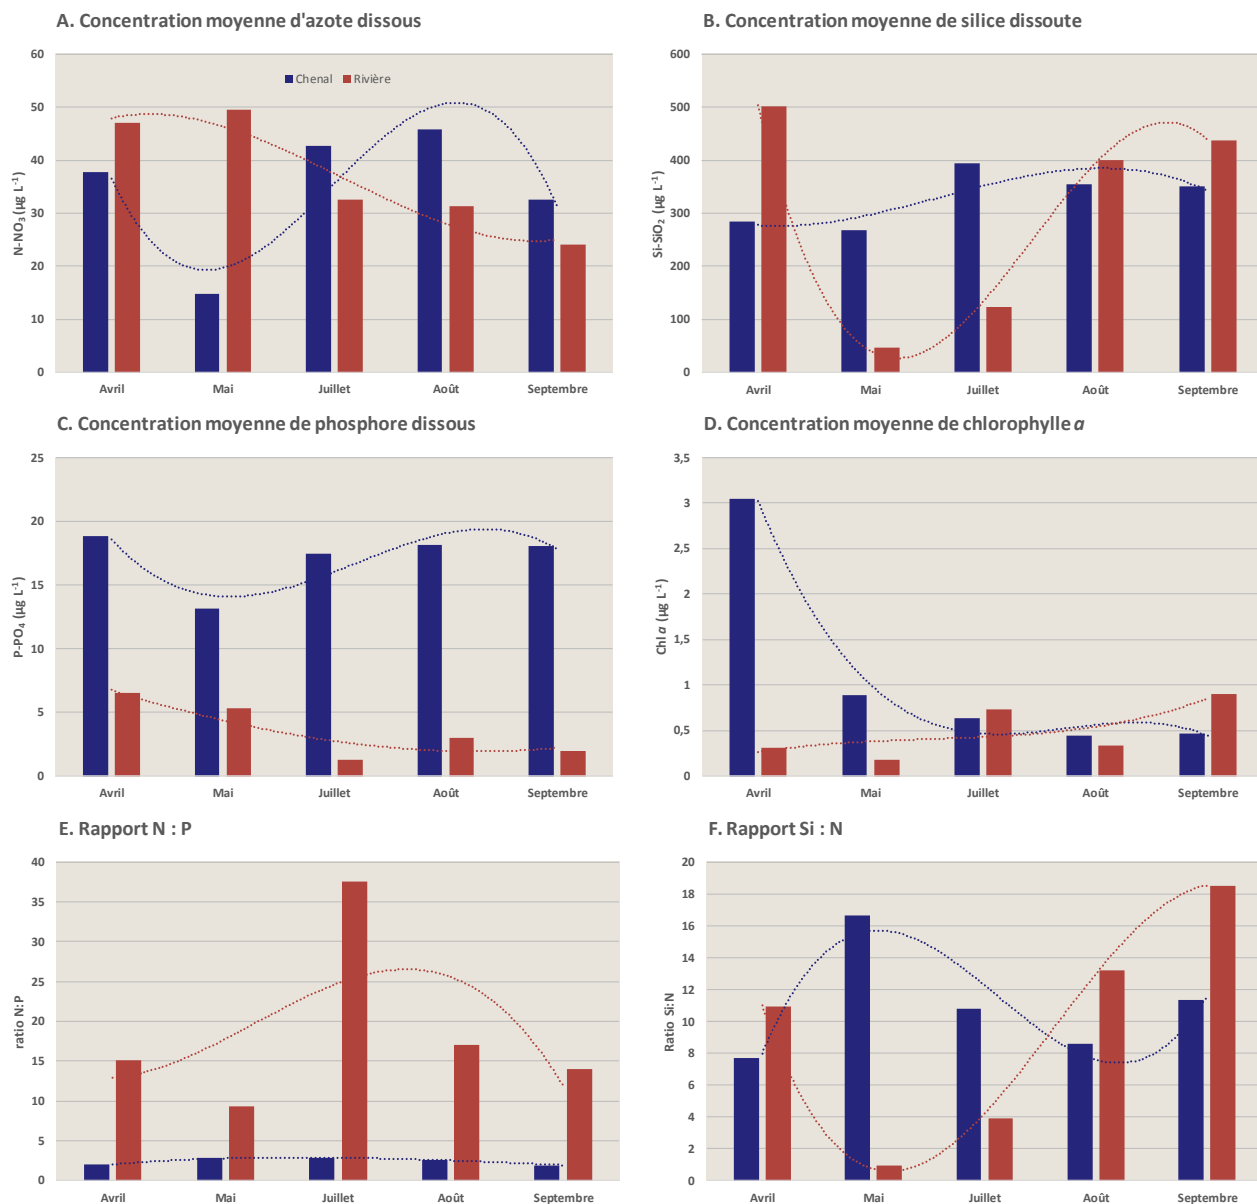 A. Concentration moyenne d'azote dissous
60
50
40
30
20
10
0
N-NO3 (µg L-1)
Chenal Rivière
Avril Mai Juillet Août Septembre
B. Concentration moyenne de silice dissoute
600
500
400
300
200
100
0
Si-SiO2 (µg L-1)
Avril Mai Juillet Août Septembre
C. Concentration moyenne de phosphore dissous
25
20
15
10
5
0
P-PO4 (µg L-1)
Avril Mai Juillet Août Septembre
D. Concentration moyenne de chlorophylle a
3,5
3
2,5
2
1,5
1
0,5
0
Chl a (µg L-1)
Avril Mai Juillet Août Septembre
E. Rapport N : P
40
35
30
25
20
15
10
5
0
ratio N:P
Avril Mai Juillet Août Septembre
F. Rapport Si : N
20
18
16
14
12
10
8
6
4
2
0
Ratio Si:N
Avril Mai Juillet Août Septembre